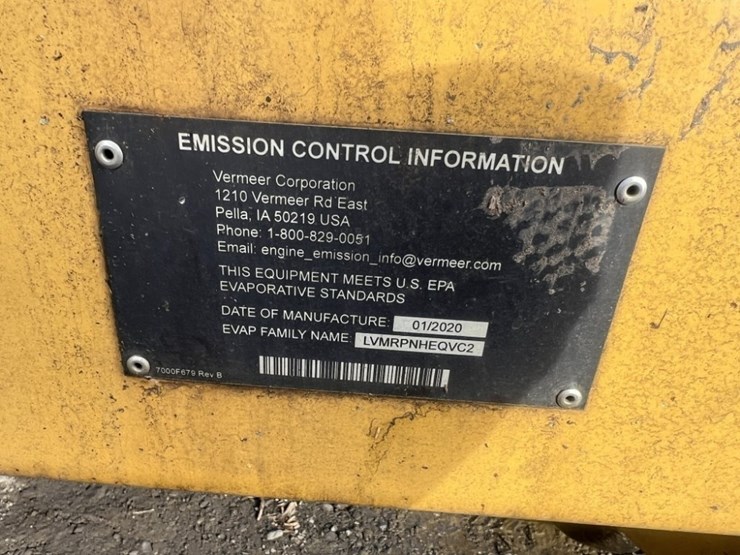 EMISSION CONTROL INFORMATION
Vermeer Corporation
1210 Vermeer Rd East
Pella, IA 50219 USA
Phone: 1-800-829-0051
Email: engine_emission_info@vermeer.com
THIS EQUIPMENT MEETS U.S. EPA
EVAPORATIVE STANDARDS
DATE OF MANUFACTURE: 01/2020
EVAP FAMILY NAME: LVMRPNHEQVC2
7000F679 Rev B